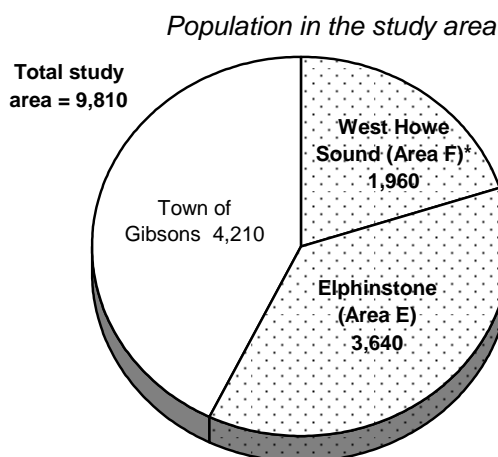 Population in the study area
Total study
area = 9,810
West Howe
Sound (Area F)*
1,960
Town of
Gibsons 4,210
Elphinstone
(Area E)
3,640